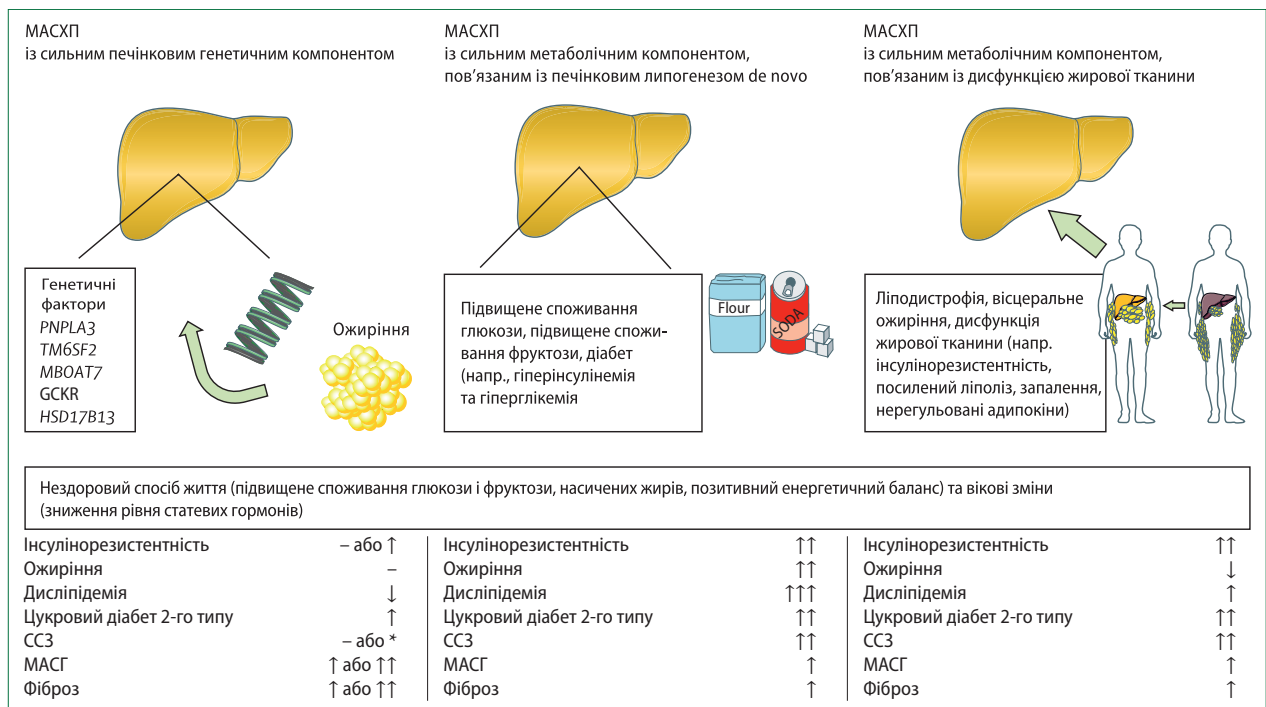 МАСХП
із сильним печінковим генетичним компонентом
МАСХП
із сильним метаболічним компонентом,
пов’язаним із печінковим липогенезом de novo
МАСХП
із сильним метаболічним компонентом,
пов’язаним із дисфункцією жирової тканини
Генетичні
фактори
PNPLA3
TM6SF2
MBOAT7
GCKR
HSD17B13
Ожиріння
Підвищене споживання
глюкози, підвищене спожи-
вання фруктози, діабет
(напр., гіперінсулінемія
та гіперглікемія
Flour
SODA
Ліподистрофія, вісцеральне
ожиріння, дисфункція
жирової тканини (напр.
інсулінорезистентність,
посилений ліполіз, запалення,
нерегульовані адипокіни)
Нездоровий спосіб життя (підвищене споживання глюкози і фруктози, насичених жирів, позитивний енергетичний баланс) та вікові зміни
(зниження рівня статевих гормонів)
Інсулінорезистентність – або ↑
Ожиріння –
Дисліпідемія ↓
Цукровий діабет 2-го типу ↑
ССЗ – або *
МАСГ ↑ або ↑↑
Фіброз ↑ або ↑↑
Інсулінорезистентність ↑↑
Ожиріння ↑↑
Дисліпідемія ↑↑↑
Цукровий діабет 2-го типу ↑↑
ССЗ ↑↑
МАСГ ↑
Фіброз ↑
Інсулінорезистентність ↑↑
Ожиріння ↓
Дисліпідемія ↑
Цукровий діабет 2-го типу ↑↑
ССЗ ↑↑
МАСГ ↑
Фіброз ↑